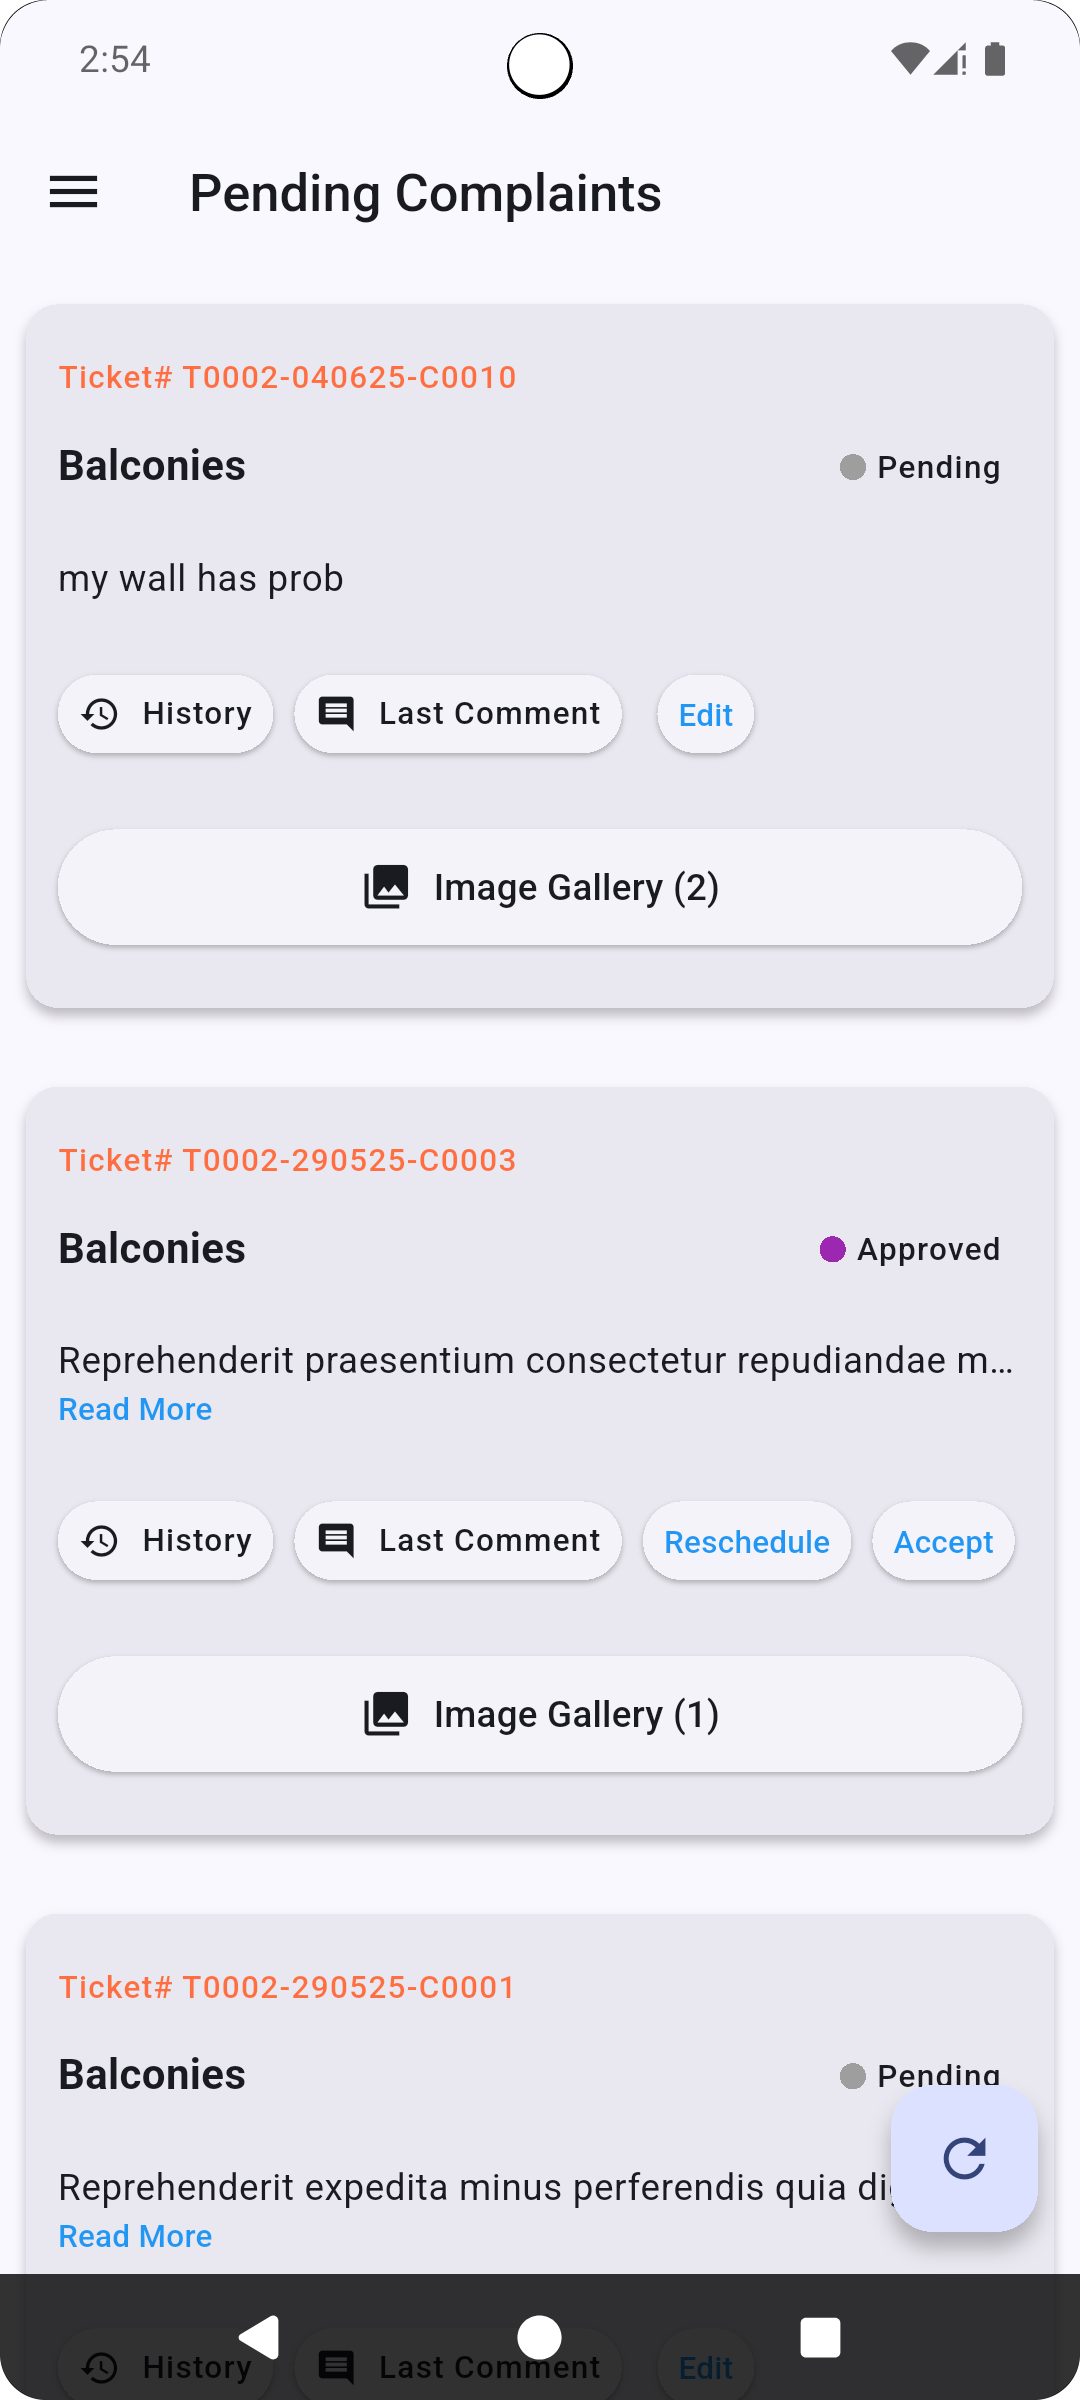 2:54
Pending Complaints
Ticket# T0002-040625-C0010
Balconies
Pending
my wall has prob
History
Last Comment
Edit
Image Gallery (2)
Ticket# T0002-290525-C0003
Balconies
Approved
Reprehenderit praesentium consectetur repudiandae m...
Read More
History
Last Comment
Reschedule
Accept
Image Gallery (1)
Ticket# T0002-290525-C0001
Balconies
Pending
Reprehenderit expedita minus perferendis quia
Read More
History
Last Comment
Edit